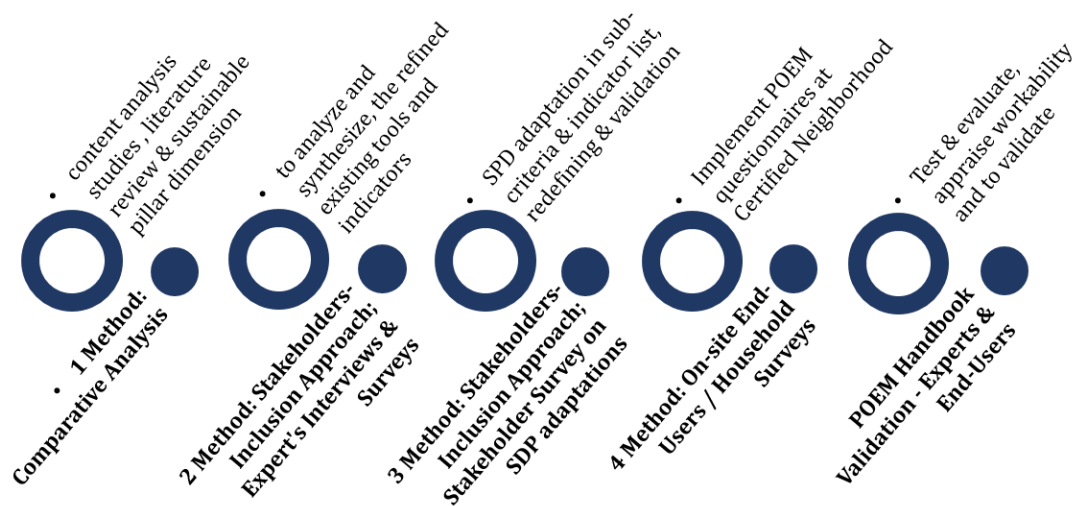 • content analysis
studies , literature
review & sustainable
pillar dimension
• 1 Method:
• Comparative Analysis
• to analyze and
synthesize, the refined
existing tools and
indicators
2 Method: Stakeholders-
Inclusion Approach;
Expert's Interviews &
Surveys
• SPD adaptation in sub-
criteria & indicator list,
redefining & validation
3 Method: Stakeholders-
Inclusion Approach;
Stakeholder Survey on
SDP adaptations
• Implement POEM
questionnaires at
Certified Neighborhood
4 Method: On-site End-
Users / Household
Surveys
• Test & evaluate,
appraise workability
and to validate
POEM Handbook
Validation - Experts &
End-Users